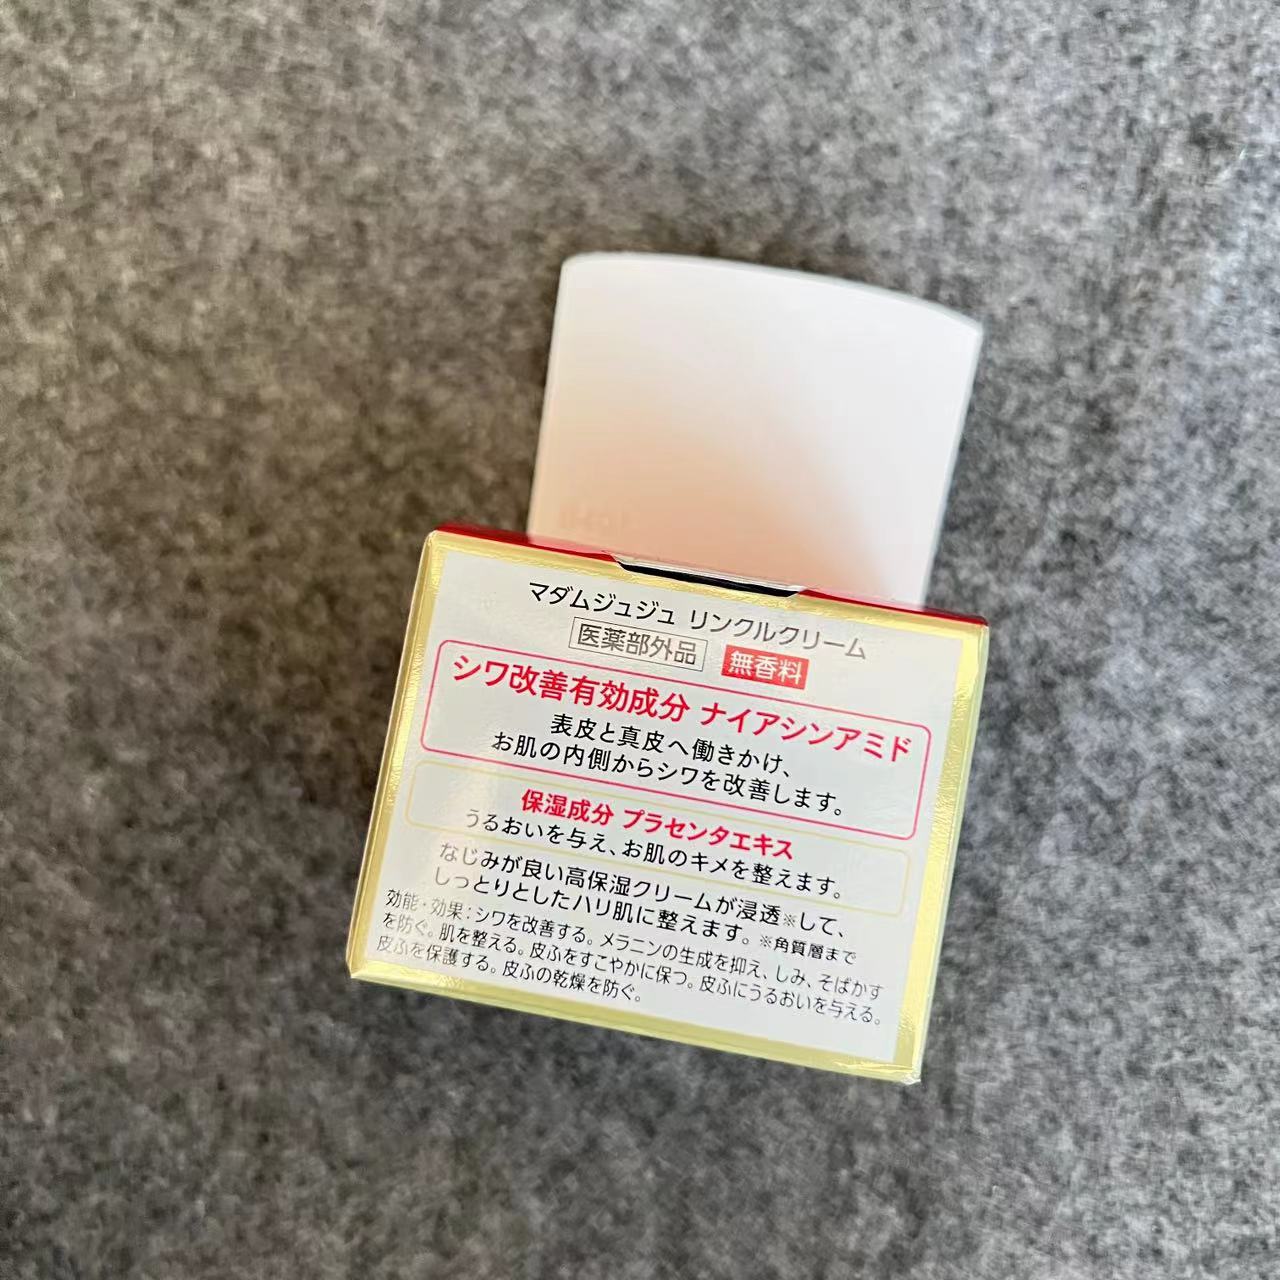 マダムジュジュ リンクルクリーム
医薬部外品 無香料
シワ改善有効成分 ナイアシンアミド
表皮と真皮へ働きかけ、
お肌の内側からシワを改善します。
保湿成分 プラセンタエキス
うるおいを与え、お肌のキメを整えます。
なじみが良い高保湿クリームが浸透※して、
しっとりとしたハリ肌に整えます。※角質層まで
効能・効果：シワを改善する。メラニンの生成を抑え、しみ、そばかす
を防ぐ。肌を整える。皮ふをすこやかに保つ。皮ふにうるおいを与える。
皮ふを保護する。皮ふの乾燥を防ぐ。